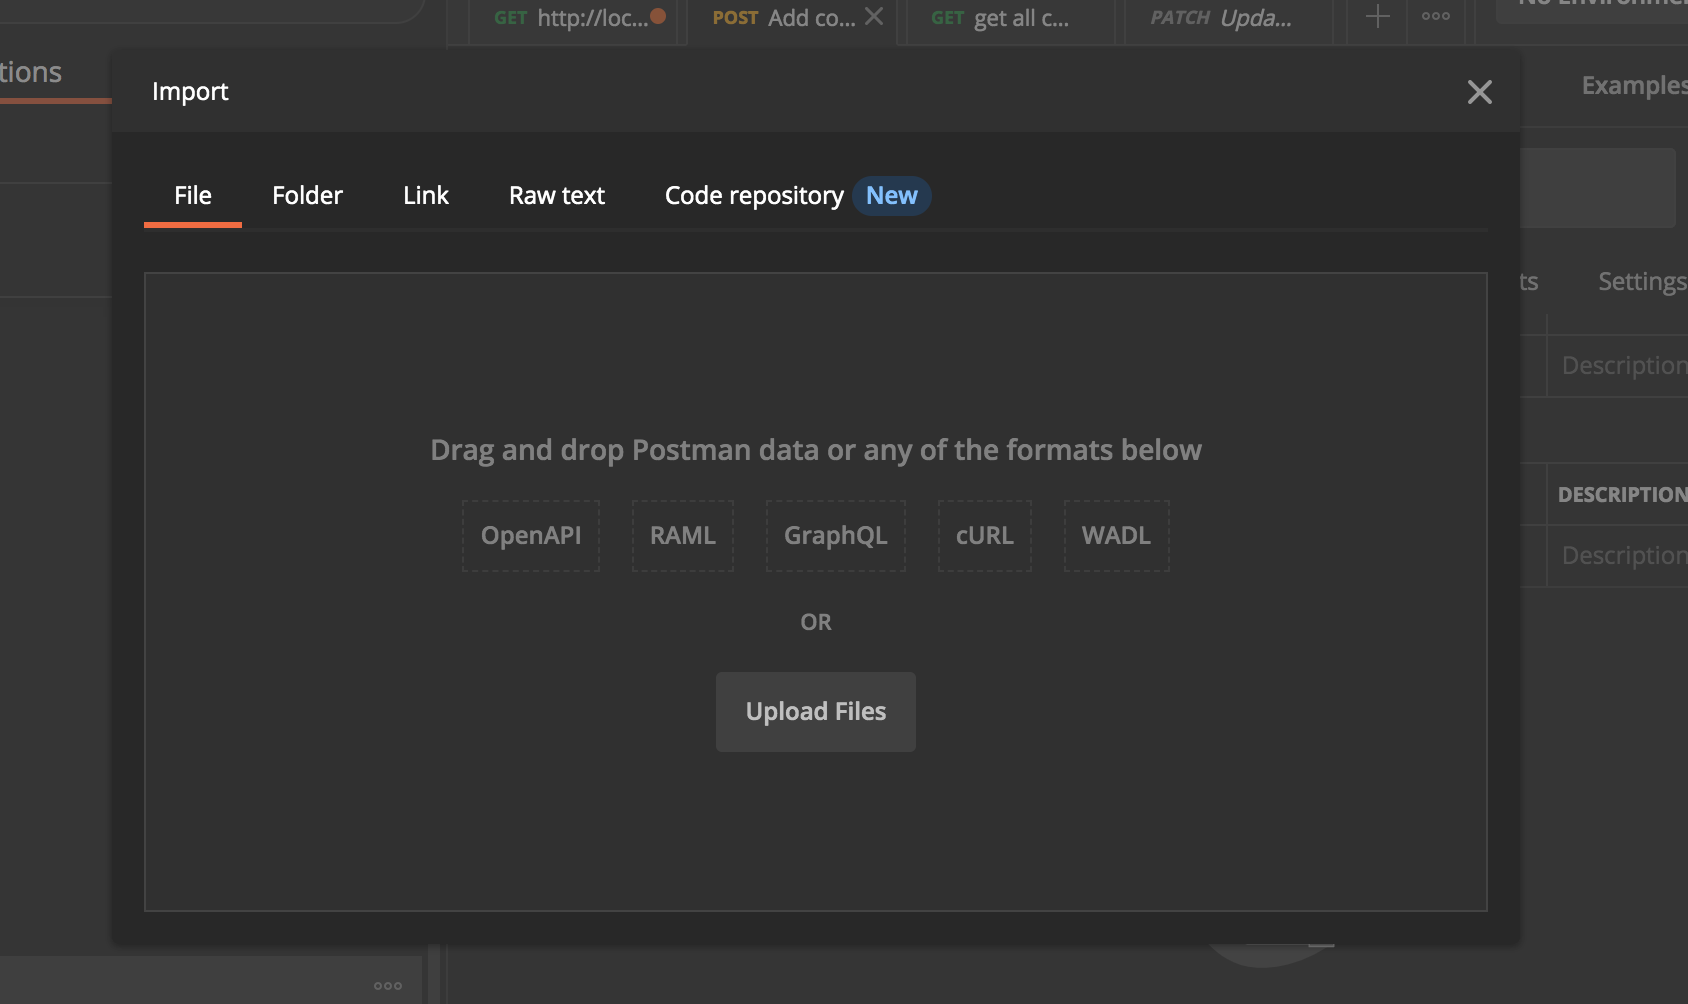 GET http://loc... POST Add co... GET get all c... PATCH Upda...
tions
Import
Examples
File Folder Link Raw text Code repository New
ts Settings
Description
Drag and drop Postman data or any of the formats below
DESCRIPTION
OpenAPI RAML GraphQL cURL WADL
Description
OR
Upload Files